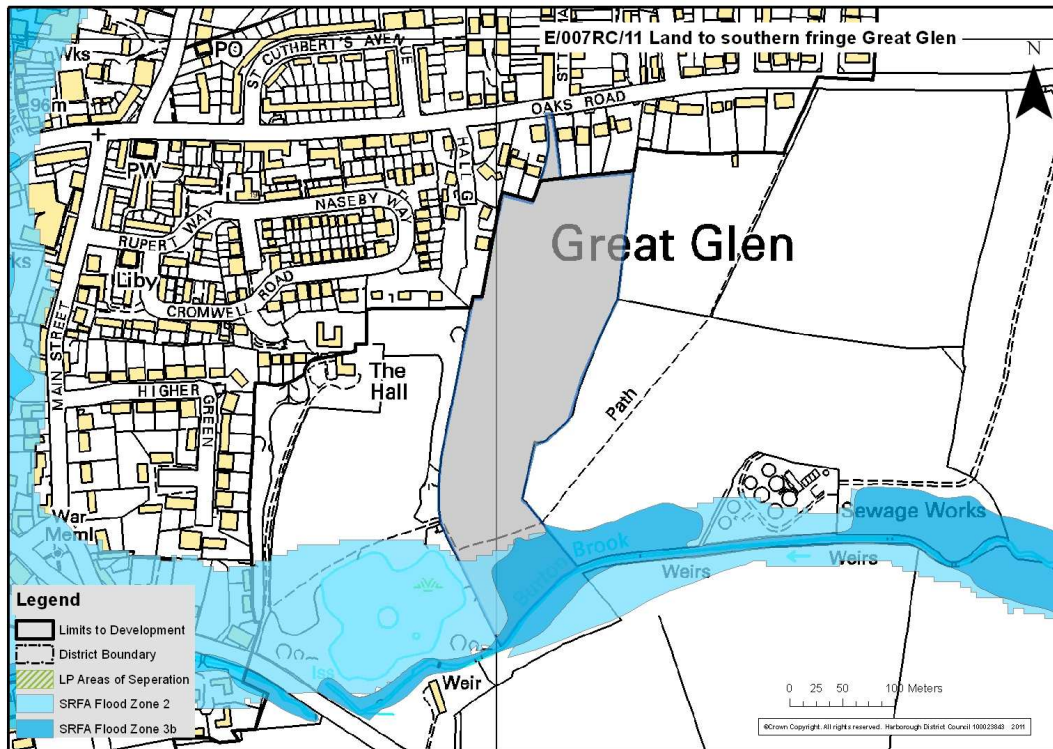 E/007RC/11 Land to southern fringe Great Glen
N
Wks
PO
ST CUTHBERT'S AVENUE
96m
OAKS ROAD
PW
HALL G
NASEBY WAY
RUPERT WAY
Great Glen
Liby
CROMWELL ROAD
MAIN STREET
The
Hall
HIGHER GREEN
Path
War
Meml
Sewage Works
Burton Brook
Weirs
Weirs
Iss
Weir
Legend
Limits to Development
District Boundary
LP Areas of Seperation
SRFA Flood Zone 2
SRFA Flood Zone 3b
0 25 50 100 Meters
©Crown Copyright. All rights reserved. Harborough District Council 100023843 2011